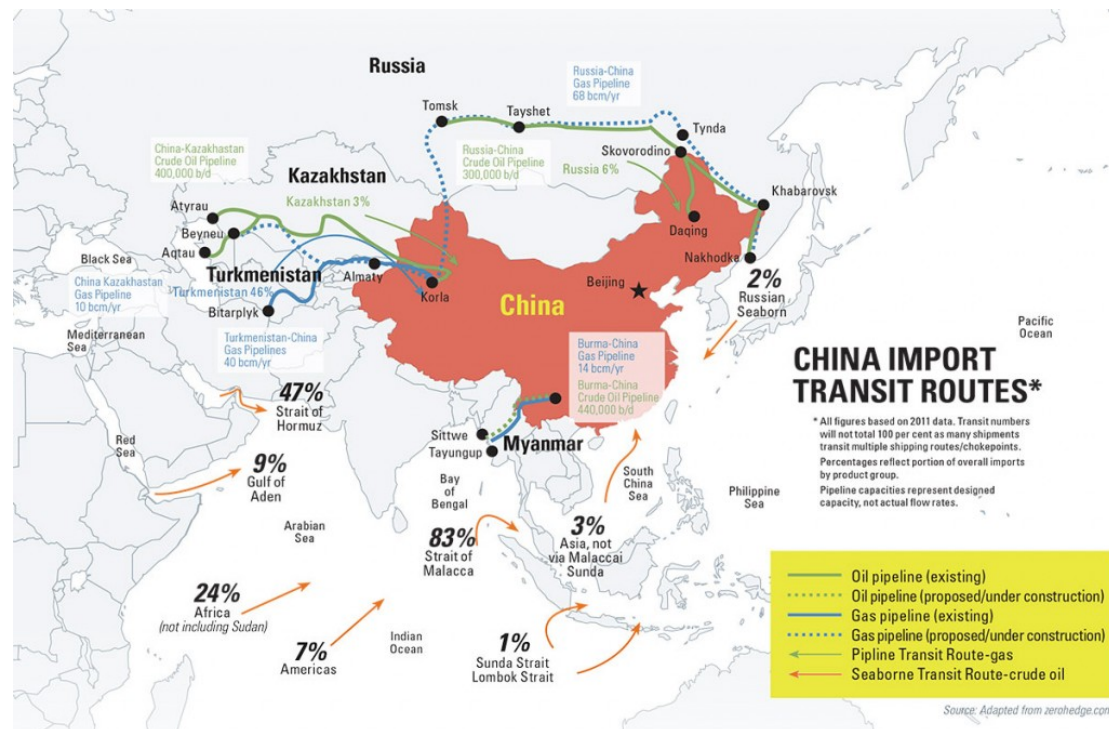 Russia
Russia-China
Gas Pipeline
68 bcm/yr
Tomsk
Tayshet
Tynda
China-Kazakhstan
Crude Oil Pipeline
400,000 b/d
Russia-China
Crude Oil Pipeline
300,000 b/d
Skovorodino
Russia 6%
Kazakhstan
Kazakhstan 3%
Khabarovsk
Atyrau
Beyneu
Aqtau
Daqing
Nakhodka
Black Sea
Turkmenistan
Almaty
Korla
Beijing
China Kazakhstan
Gas Pipeline
10 bcm/yr
Turkmenistan 46%
Bitarplyk
China
2%
Russian
Seaborn
Mediterranean
Sea
Turkmenistan-China
Gas Pipelines
40 bcm/yr
Burma-China
Gas Pipeline
14 bcm/yr
Burma-China
Crude Oil Pipeline
440,000 b/d
Pacific
Ocean
CHINA IMPORT
TRANSIT ROUTES*
* All figures based on 2011 data. Transit numbers
will not total 100 per cent as many shipments
transit multiple shipping routes/chokepoints.
Percentages reflect portion of overall imports
by product group.
Pipeline capacities represent designed
capacity, not actual flow rates.
47%
Strait of
Hormuz
Red
Sea
9%
Gulf of
Aden
Sittwe
Tayungup
Myanmar
Bay
of
Bengal
South
China
Sea
Philippine
Sea
Arabian
Sea
83%
Strait of
Malacca
3%
Asia, not
via Malaccai
Sunda
24%
Africa
(not including Sudan)
7%
Americas
Indian
Ocean
1%
Sunda Strait
Lombok Strait
Oil pipeline (existing)
Oil pipeline (proposed/under construction)
Gas pipeline (existing)
Gas pipeline (proposed/under construction)
Pipline Transit Route-gas
Seaborne Transit Route-crude oil
Source: Adapted from zerohedge.com